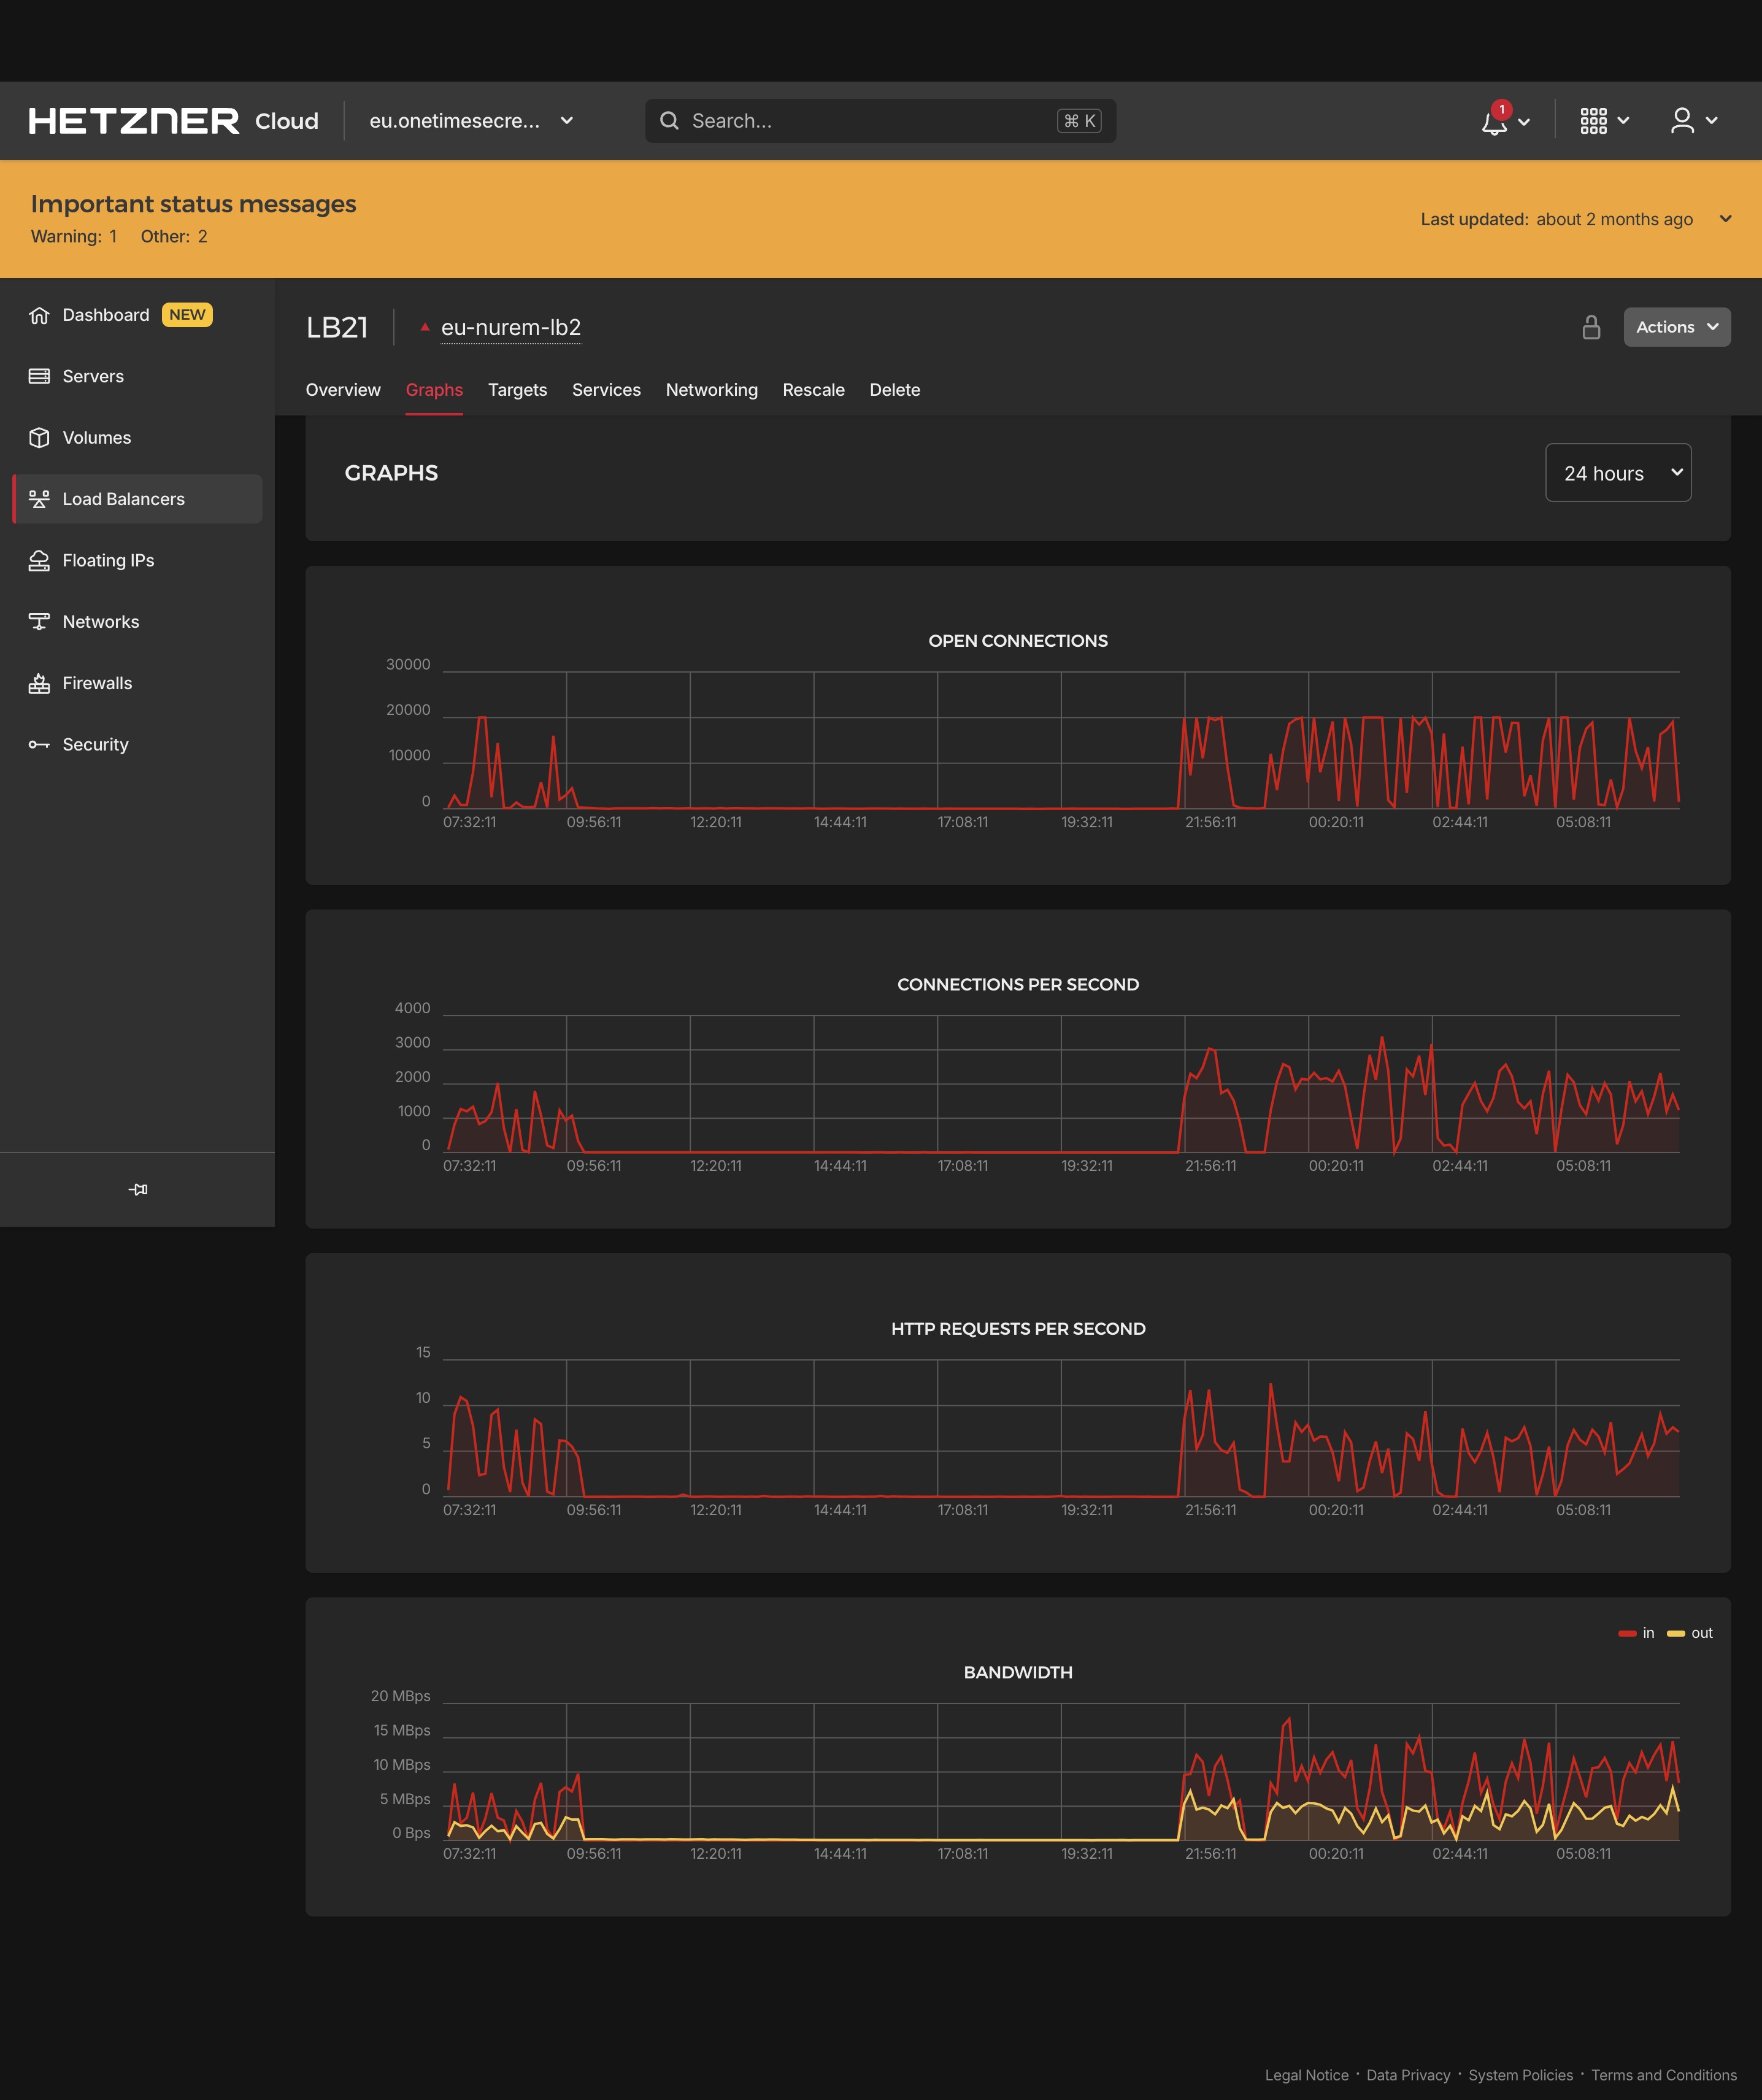 HETZNER Cloud eu.onetimesecre... Search... ⌘ K 1
Important status messages
Warning: 1 Other: 2
Last updated: about 2 months ago
Dashboard NEW
Servers
Volumes
Load Balancers
Floating IPs
Networks
Firewalls
Security
LB21 eu-nurem-lb2 Actions
Overview Graphs Targets Services Networking Rescale Delete
GRAPHS 24 hours
OPEN CONNECTIONS
30000
20000
10000
0
07:32:11 09:56:11 12:20:11 14:44:11 17:08:11 19:32:11 21:56:11 00:20:11 02:44:11 05:08:11
CONNECTIONS PER SECOND
4000
3000
2000
1000
0
07:32:11 09:56:11 12:20:11 14:44:11 17:08:11 19:32:11 21:56:11 00:20:11 02:44:11 05:08:11
HTTP REQUESTS PER SECOND
15
10
5
0
07:32:11 09:56:11 12:20:11 14:44:11 17:08:11 19:32:11 21:56:11 00:20:11 02:44:11 05:08:11
in out
BANDWIDTH
20 MBps
15 MBps
10 MBps
5 MBps
0 Bps
07:32:11 09:56:11 12:20:11 14:44:11 17:08:11 19:32:11 21:56:11 00:20:11 02:44:11 05:08:11
Legal Notice · Data Privacy · System Policies · Terms and Conditions